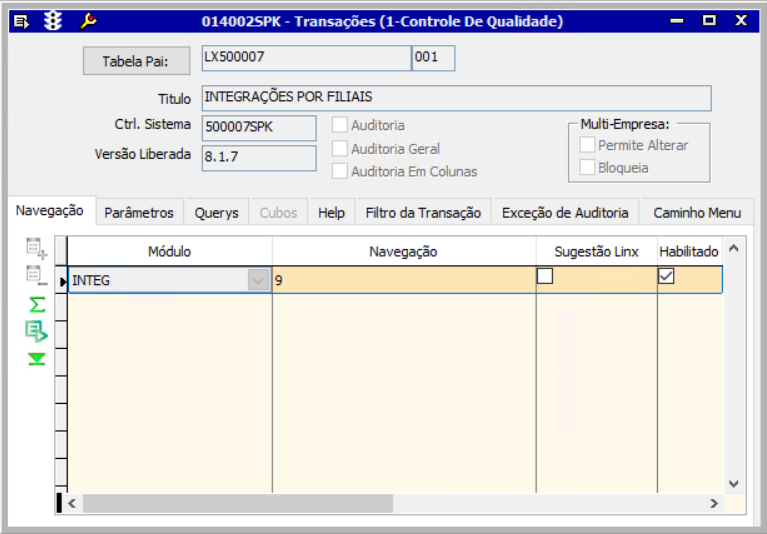 014002SPK - Transações (1-Controle De Qualidade)
Tabela Pai: LX500007 001
Titulo INTEGRAÇÕES POR FILIAIS
Ctrl. Sistema 500007SPK Auditoria Multi-Empresa:
Auditoria Geral Permite Alterar
Versão Liberada 8.1.7
Auditoria Em Colunas Bloqueia
Navegação Parâmetros Querys Cubos Help Filtro da Transação Exceção de Auditoria Caminho Menu
Módulo Navegação Sugestão Linx Habilitado
INTEG 9